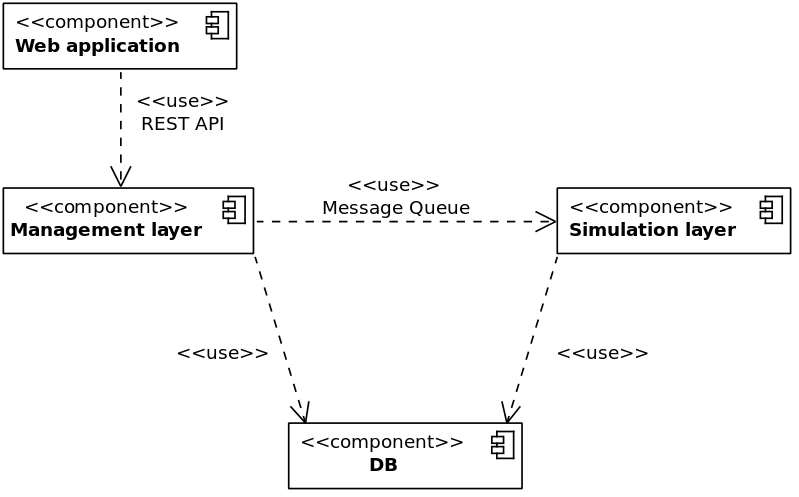 <<component>>
Web application
<<use>>
REST API
<<component>>
Management layer
<<use>>
Message Queue
<<component>>
Simulation layer
<<use>>
<<use>>
<<component>>
DB